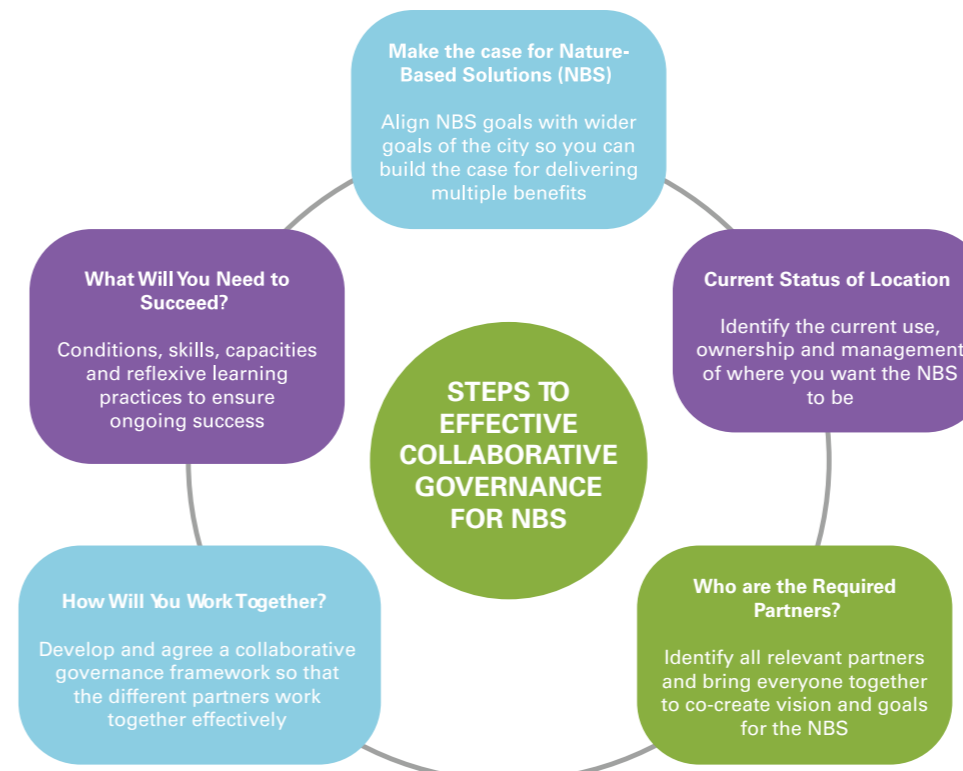 Make the case for Nature-
Based Solutions (NBS)
Align NBS goals with wider
goals of the city so you can
build the case for delivering
multiple benefits
Current Status of Location
Identify the current use,
ownership and management
of where you want the NBS
to be
Who are the Required
Partners?
Identify all relevant partners
and bring everyone together
to co-create vision and goals
for the NBS
How Will You Work Together?
Develop and agree a collaborative
governance framework so that
the different partners work
together effectively
What Will You Need to
Succeed?
Conditions, skills, capacities
and reflexive learning
practices to ensure
ongoing success
STEPS TO
EFFECTIVE
COLLABORATIVE
GOVERNANCE
FOR NBS